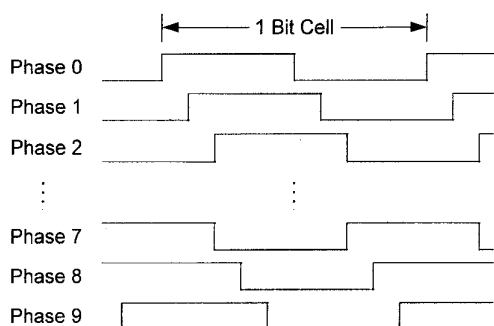 1 Bit Cell
Phase 0
Phase 1
Phase 2
Phase 7
Phase 8
Phase 9